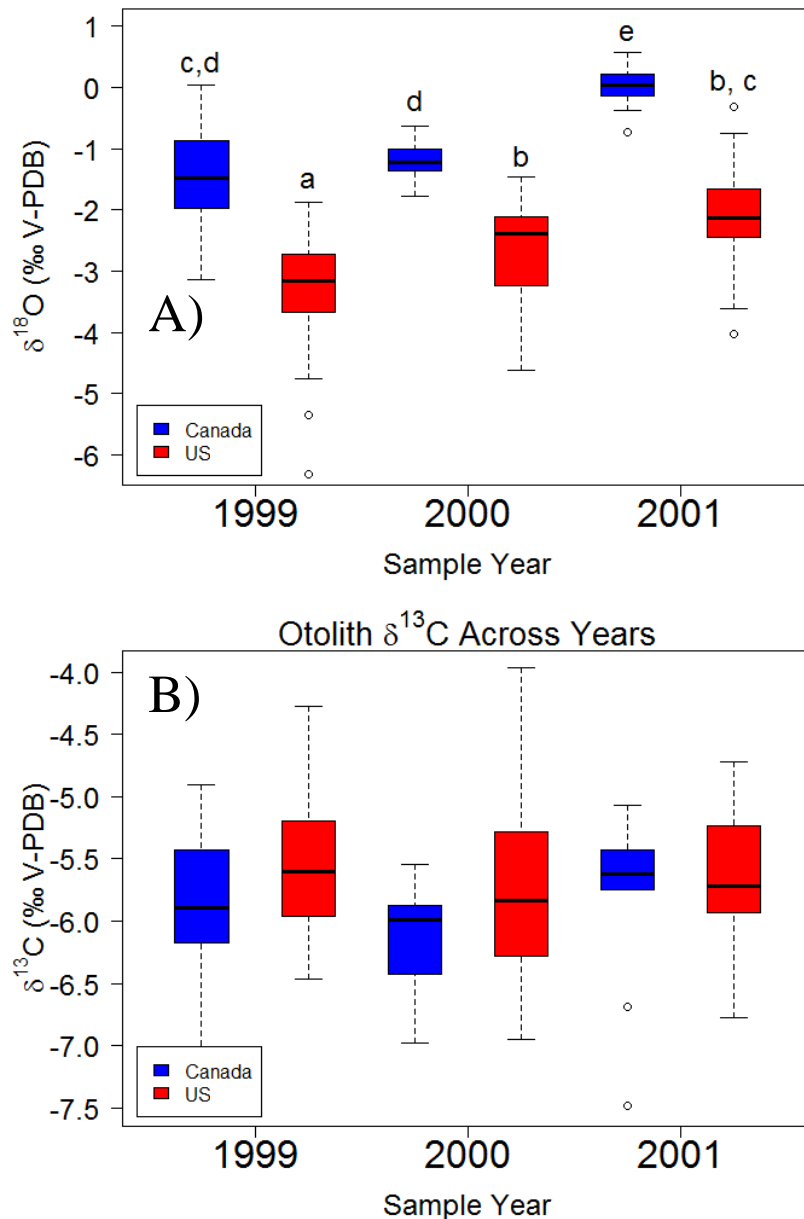 1
0
-1
-2
-3
-4
-5
-6
δ¹⁸O (‰ V-PDB)
c,d
a
d
b
e
b, c
A)
Canada
US
1999 2000 2001
Sample Year
Otolith δ¹³C Across Years
-4.0
-4.5
-5.0
-5.5
-6.0
-6.5
-7.0
-7.5
δ¹³C (‰ V-PDB)
B)
Canada
US
1999 2000 2001
Sample Year